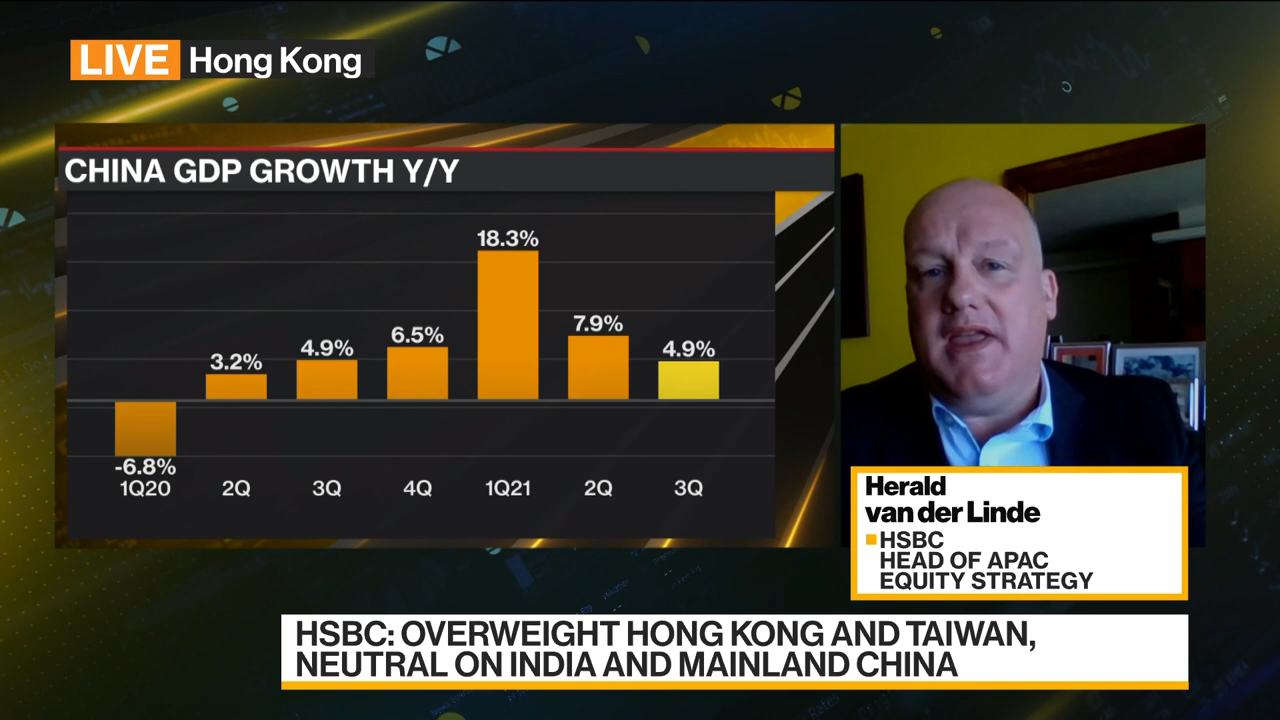 LIVE Hong Kong
CHINA GDP GROWTH Y/Y
18.3%
7.9%
6.5%
4.9%
4.9%
3.2%
-6.8%
1Q20 2Q 3Q 4Q 1Q21 2Q 3Q
Herald
van der Linde
HSBC
HEAD OF APAC
EQUITY STRATEGY
HSBC: OVERWEIGHT HONG KONG AND TAIWAN,
NEUTRAL ON INDIA AND MAINLAND CHINA